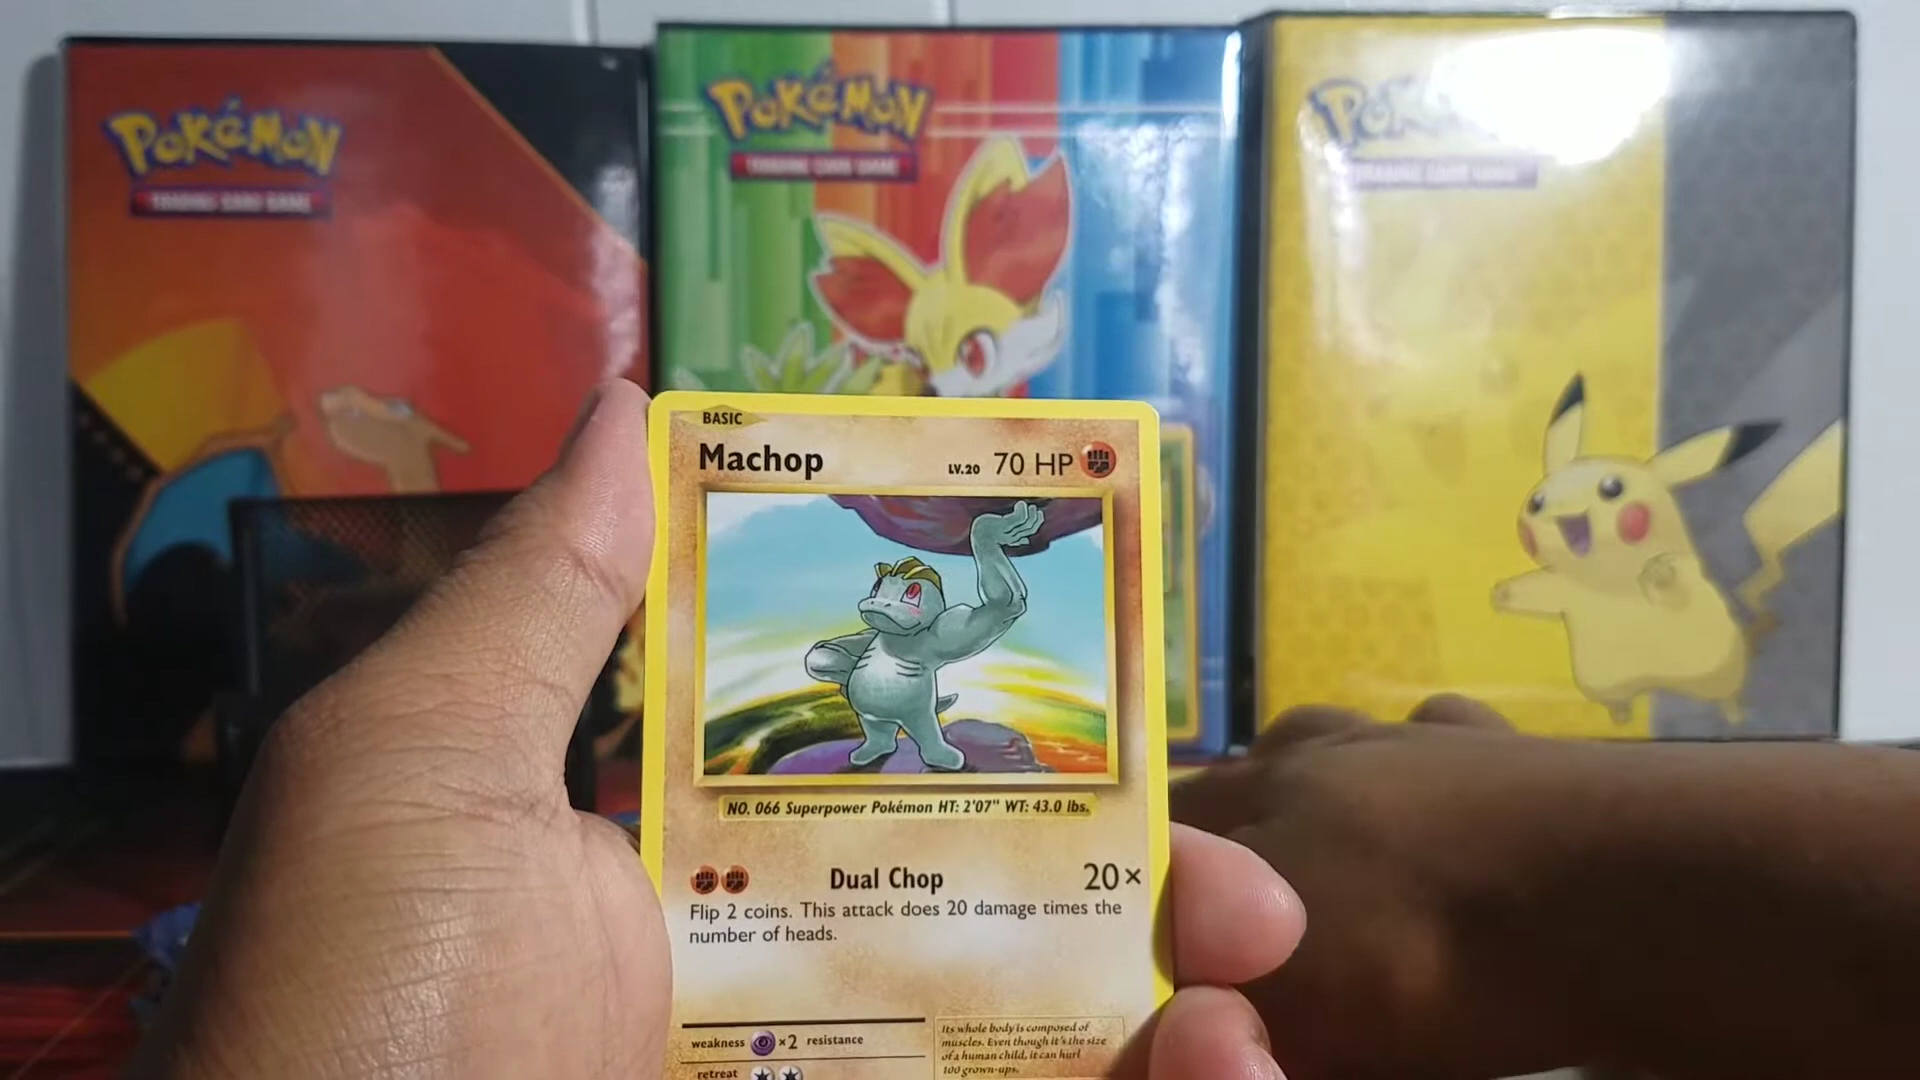 POKéMON
TRADING CARD GAME
POKéMON
TRADING CARD GAME
TRADING CARD GAME
BASIC
Machop
LV.20 70 HP
NO. 066 Superpower Pokémon HT: 2'07" WT: 43.0 lbs.
Dual Chop 20×
Flip 2 coins. This attack does 20 damage times the
number of heads.
weakness ×2 resistance
retreat
Its whole body is composed of
muscles. Even though it's the size
of a human child, it can hurl
100 grown-ups.